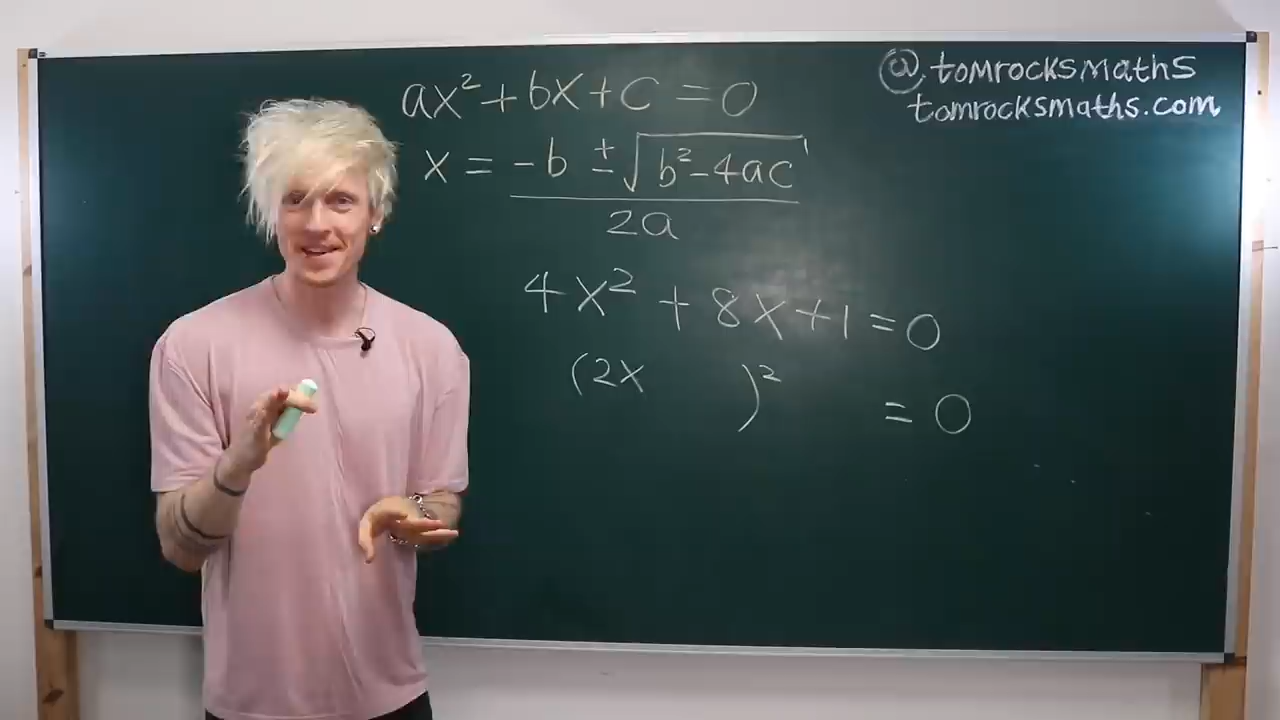 ax² + bx + c = 0
x = -b ± √b² - 4ac
2a
4x² + 8x + 1 = 0
(2x )² = 0
@tomrocksmaths
tomrocksmaths.com